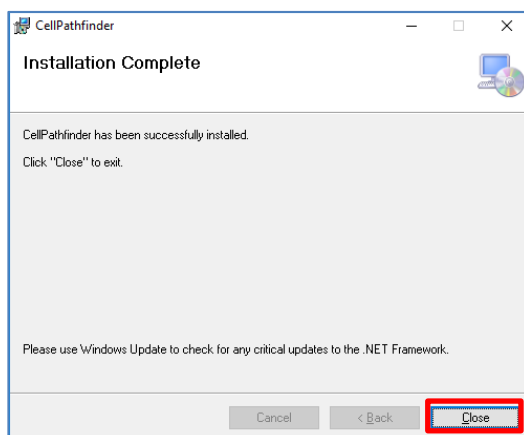 CellPathfinder
Installation Complete
CellPathfinder has been successfully installed.
Click "Close" to exit.
Please use Windows Update to check for any critical updates to the .NET Framework.
Cancel
< Back
Close